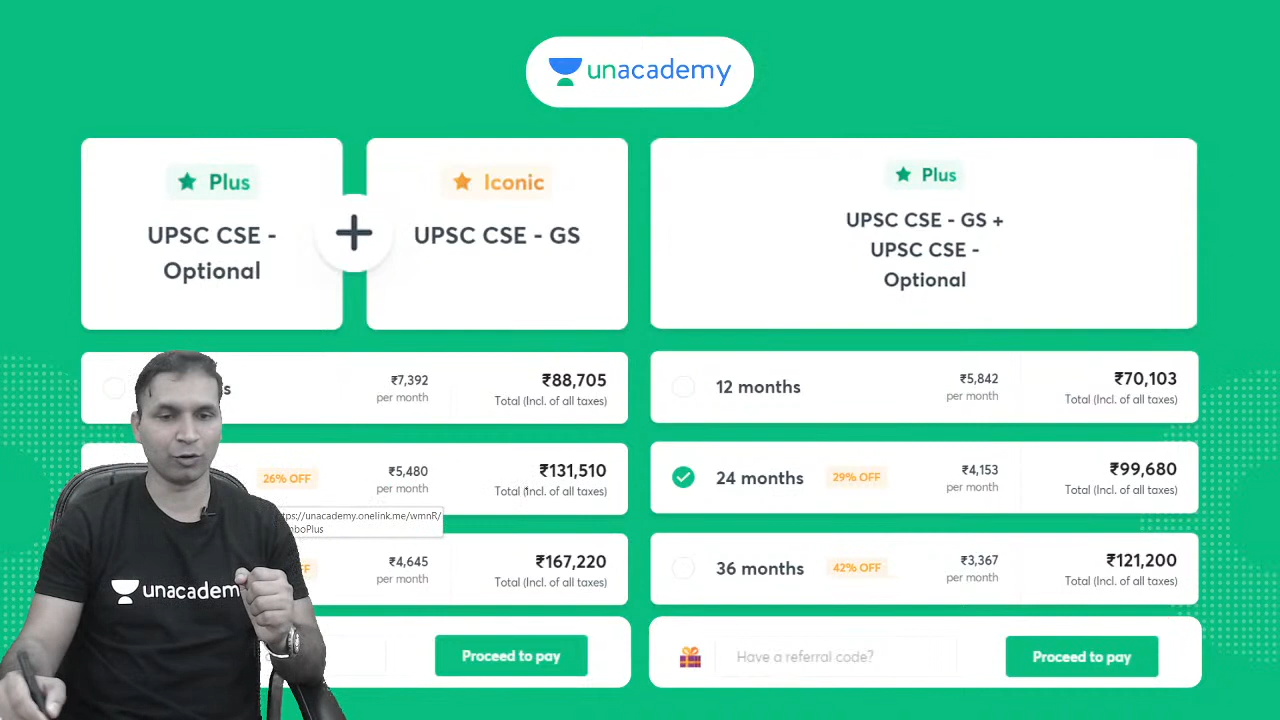 unacademy
Plus
UPSC CSE -
Optional
Iconic
UPSC CSE - GS
₹7,392
per month
₹88,705
Total (Incl. of all taxes)
26% OFF
₹5,480
per month
₹131,510
Total (Incl. of all taxes)
₹4,645
per month
₹167,220
Total (Incl. of all taxes)
Proceed to pay
Plus
UPSC CSE - GS +
UPSC CSE -
Optional
12 months
₹5,842
per month
₹70,103
Total (Incl. of all taxes)
24 months
29% OFF
₹4,153
per month
₹99,680
Total (Incl. of all taxes)
36 months
42% OFF
₹3,367
per month
₹121,200
Total (Incl. of all taxes)
Have a referral code?
Proceed to pay
unacadem